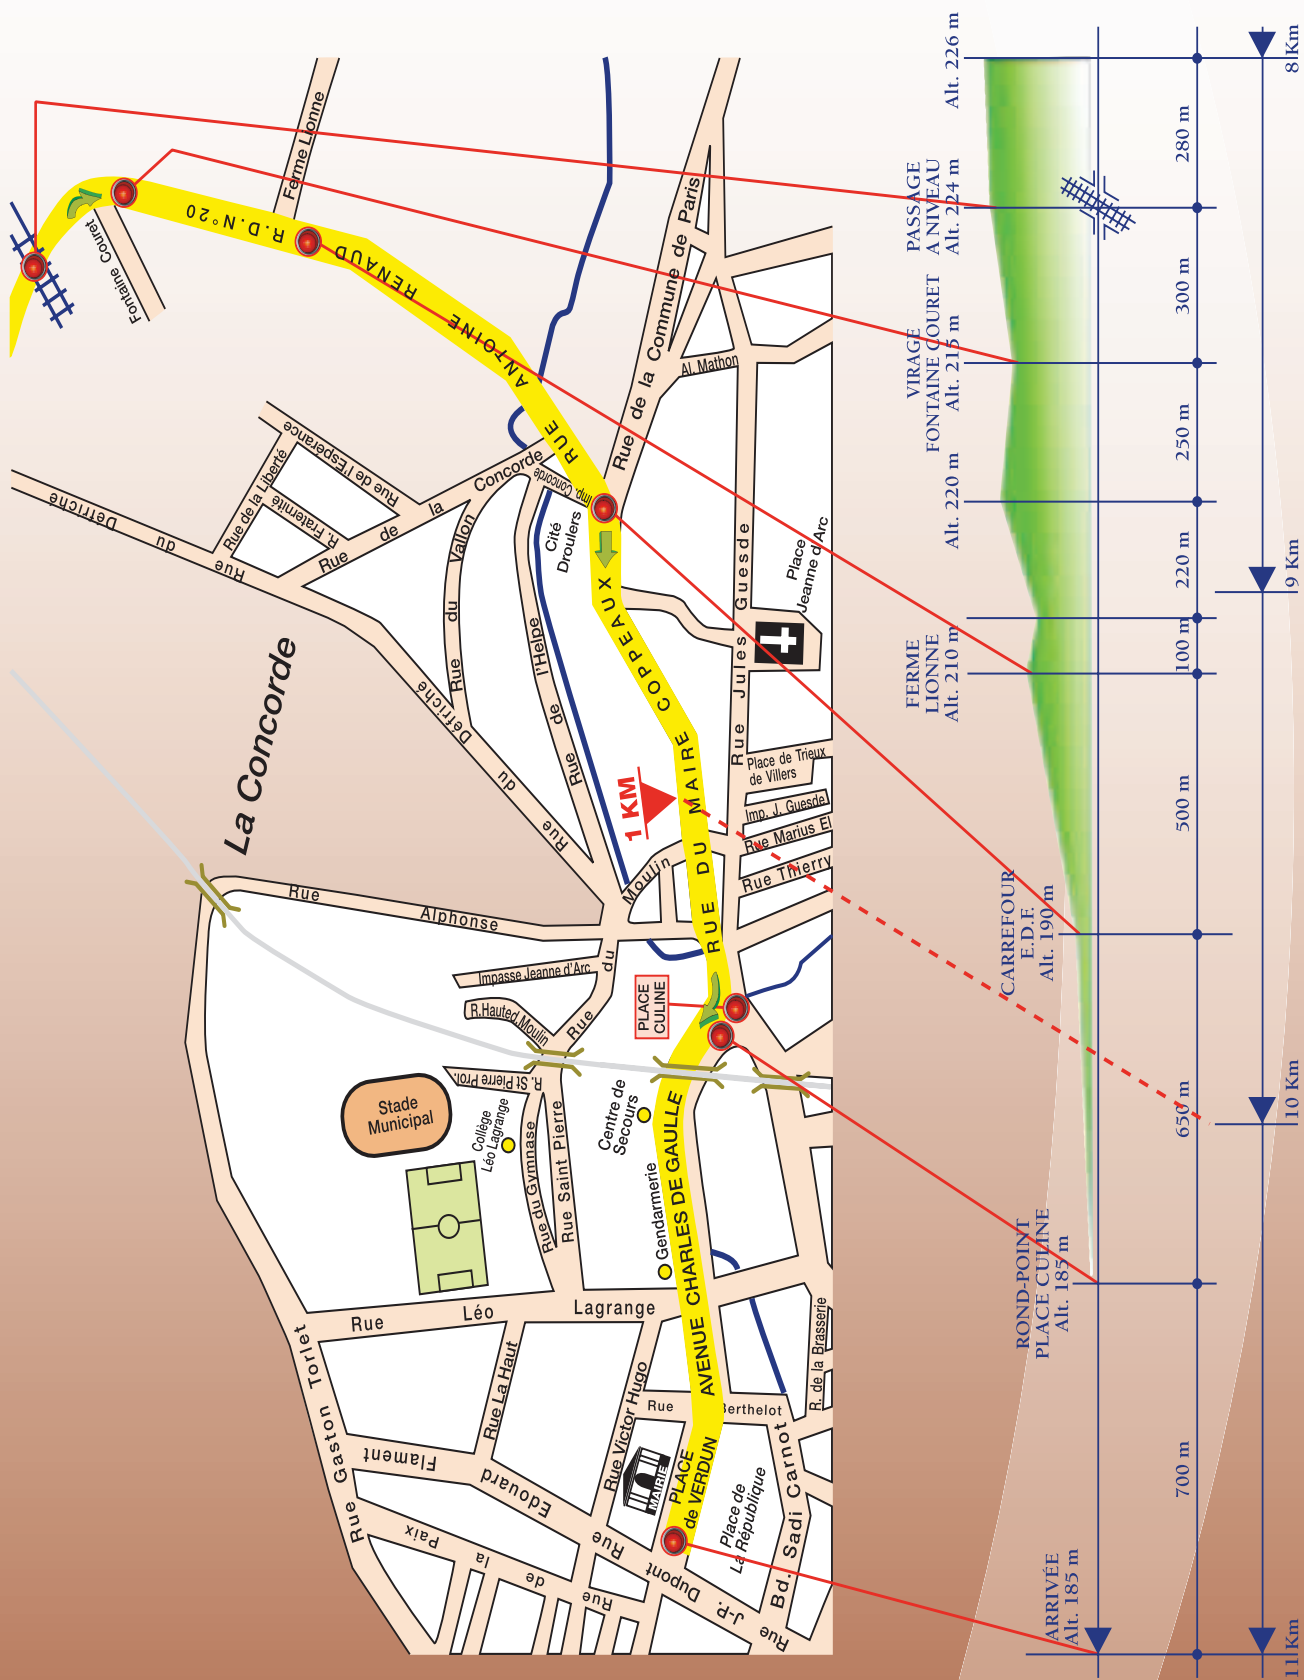 Ferme Lionne
Fontaine Couret
R.D.N°20
RUE ANTOINE RENAUD
Rue de la Commune de Paris
Al. Mathon
Rue du Défriché
Rue de la Liberté
Rue de l'Esperance
R. Fraternité
Rue de la Concorde
Imp. Concorde
Cité
Droulers
Rue du Vallon
Rue de l'Helpe
Rue du Défriché
Rue Jules Guesde
Place
Jeanne d'Arc
RUE DU MAIRE COPPEAUX
1 KM
La Concorde
Place de Trieux
de Villers
Imp. J. Guesde
Rue Marius El
Rue Thierry
Rue Alphonse
Rue du Moulin
Impasse Jeanne d'Arc
R. Haute d. Moulin
PLACE
CULINE
R. St Pierre Prol.
Stade
Municipal
Collège
Léo Lagrange
Rue du Gymnase
Rue Saint Pierre
Centre de
Secours
Gendarmerie
AVENUE CHARLES DE GAULLE
Rue Léo Lagrange
Rue Gaston Torlet
Rue La Haut
Rue Victor Hugo
Rue Berthelot
R. de la Brasserie
Rue Edouard Flament
MAIRIE
PLACE
de VERDUN
Place de
La République
Bd. Sadi Carnot
Rue de la Paix
Rue J-P. Dupont
Alt. 226 m
PASSAGE
A NIVEAU
Alt. 224 m
VIRAGE
FONTAINE COURET
Alt. 215 m
Alt. 220 m
FERME
LIONNE
Alt. 210 m
CARREFOUR
E.D.F.
Alt. 190 m
ROND-POINT
PLACE CULINE
Alt. 185 m
ARRIVÉE
Alt. 185 m
280 m
300 m
250 m
220 m
100 m
500 m
650 m
700 m
8 Km
9 Km
10 Km
11 Km